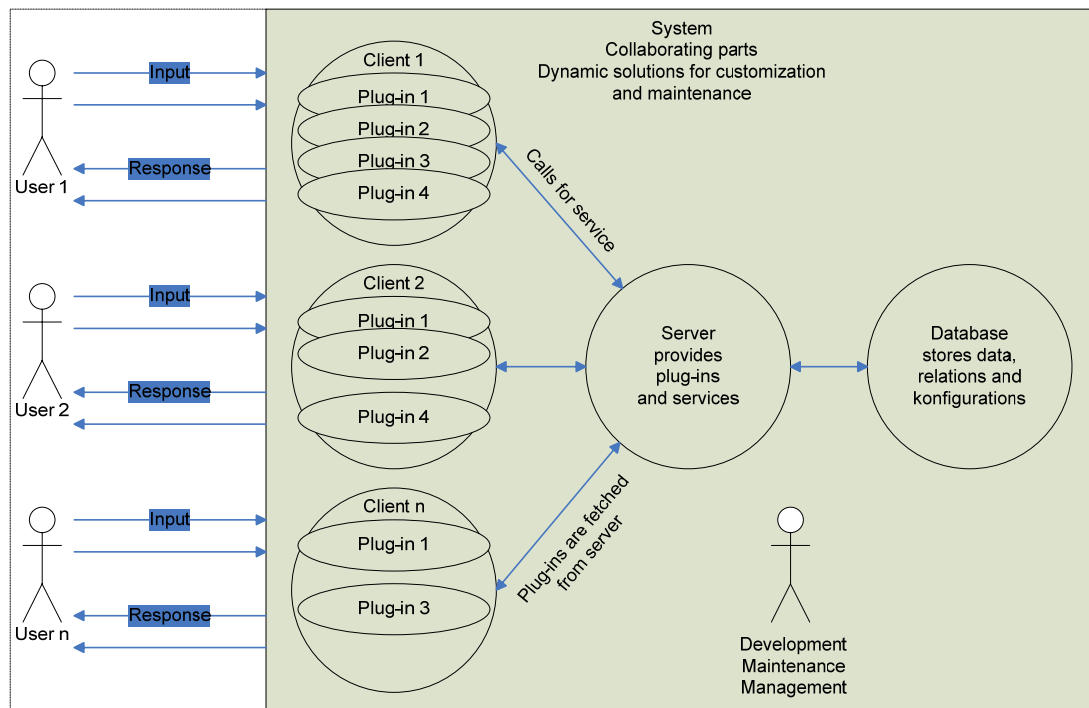 System
Collaborating parts
Dynamic solutions for customization
and maintenance
Input
Response
User 1
Client 1
Plug-in 1
Plug-in 2
Plug-in 3
Plug-in 4
Calls for service
Input
Response
User 2
Client 2
Plug-in 1
Plug-in 2
Plug-in 4
Server
provides
plug-ins
and services
Database
stores data,
relations and
konfigurations
Input
Response
User n
Client n
Plug-in 1
Plug-in 3
Plug-ins are fetched
from server
Development
Maintenance
Management